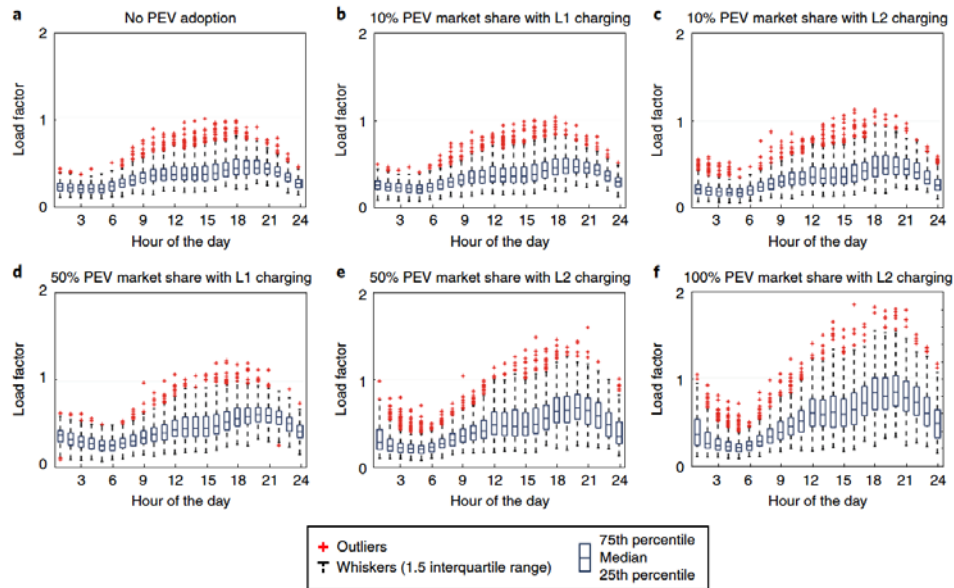 a No PEV adoption
2
1
0
Load factor
3 6 9 12 15 18 21 24
Hour of the day
b 10% PEV market share with L1 charging
2
1
0
Load factor
3 6 9 12 15 18 21 24
Hour of the day
c 10% PEV market share with L2 charging
2
1
0
Load factor
3 6 9 12 15 18 21 24
Hour of the day
d 50% PEV market share with L1 charging
2
1
0
Load factor
3 6 9 12 15 18 21 24
Hour of the day
e 50% PEV market share with L2 charging
2
1
0
Load factor
3 6 9 12 15 18 21 24
Hour of the day
f 100% PEV market share with L2 charging
2
1
0
Load factor
3 6 9 12 15 18 21 24
Hour of the day
Outliers
Whiskers (1.5 interquartile range)
75th percentile
Median
25th percentile